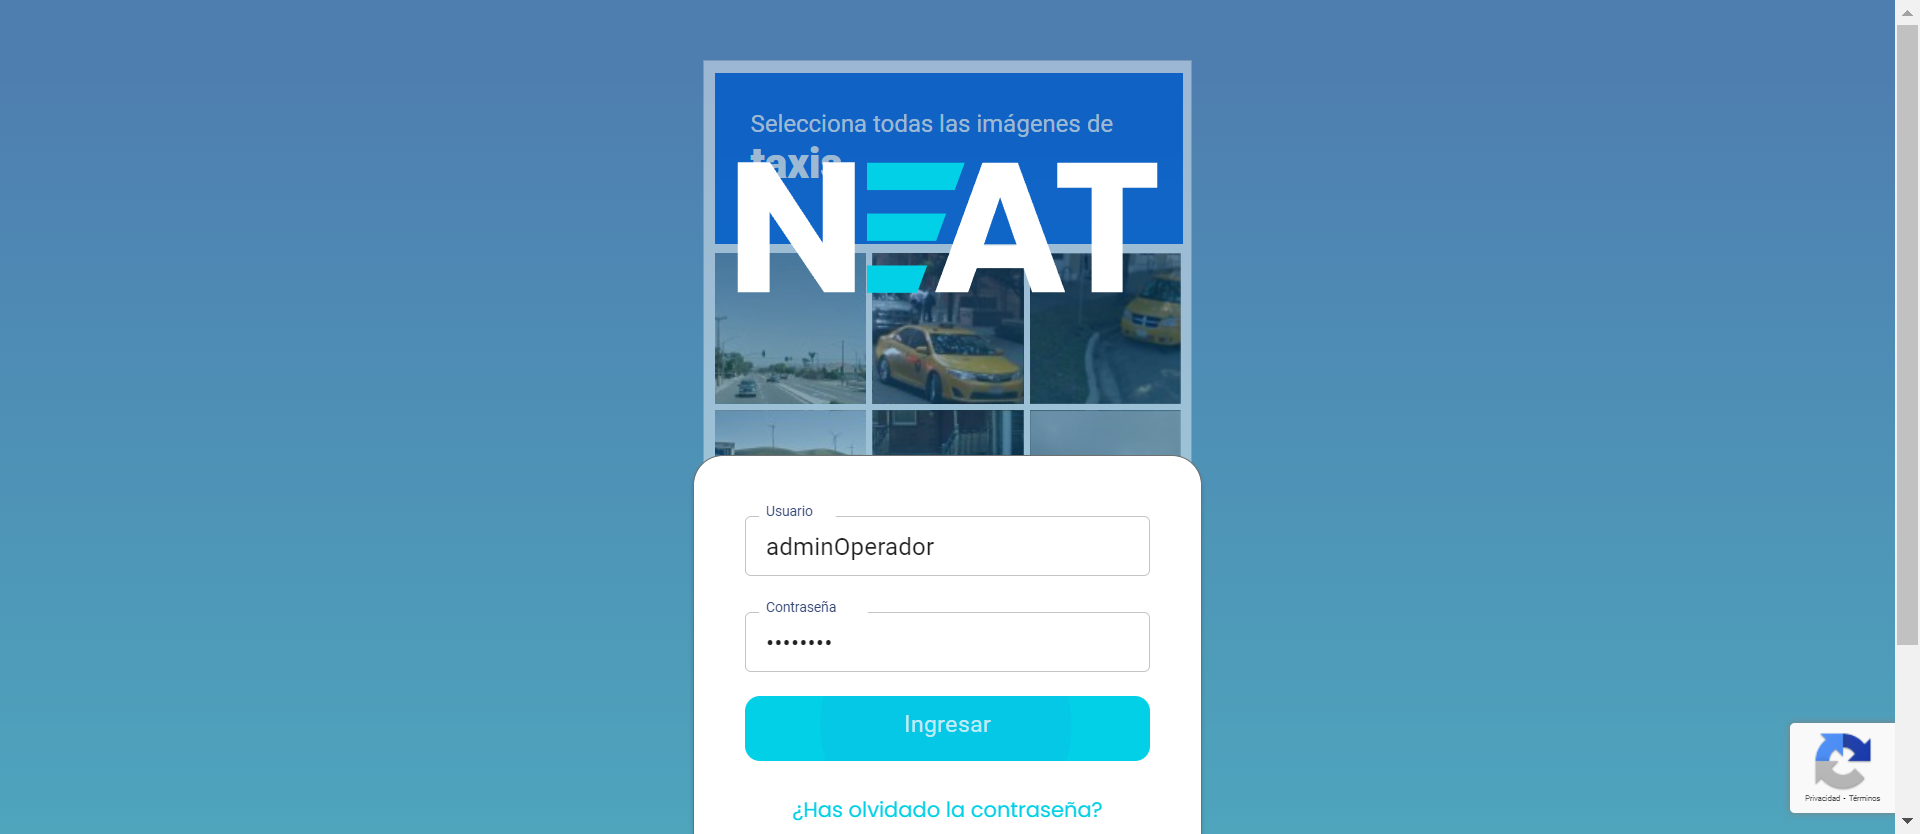 Selecciona todas las imágenes de
taxis
NEAT
Usuario
adminOperador
Contraseña
••••••••
Ingresar
¿Has olvidado la contraseña?
Privacidad - Términos